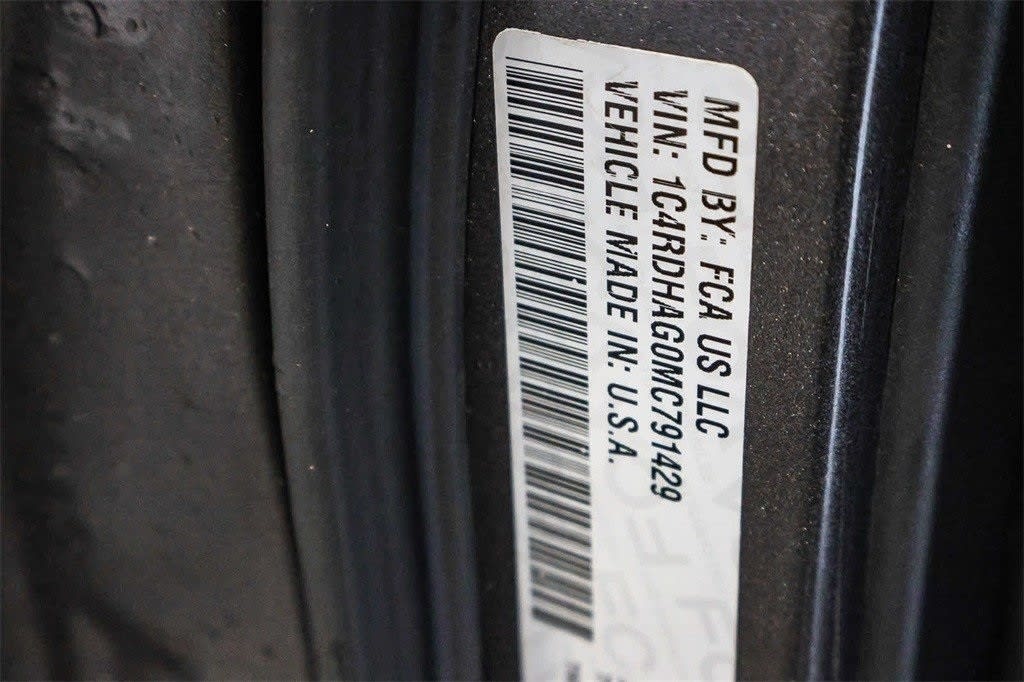 MFD BY: FCA US LLC
VIN: 1C4RDHAG0MC791429
VEHICLE MADE IN: U.S.A.